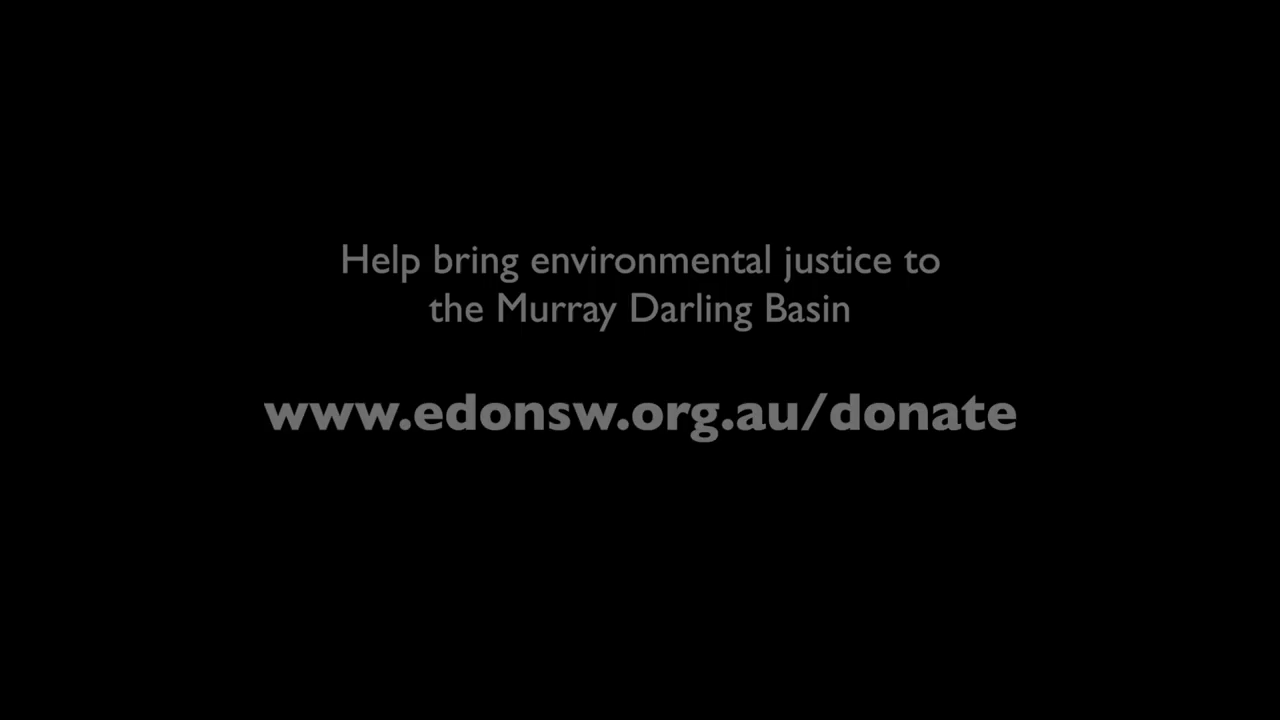 Help bring environmental justice to
the Murray Darling Basin
www.edonsw.org.au/donate